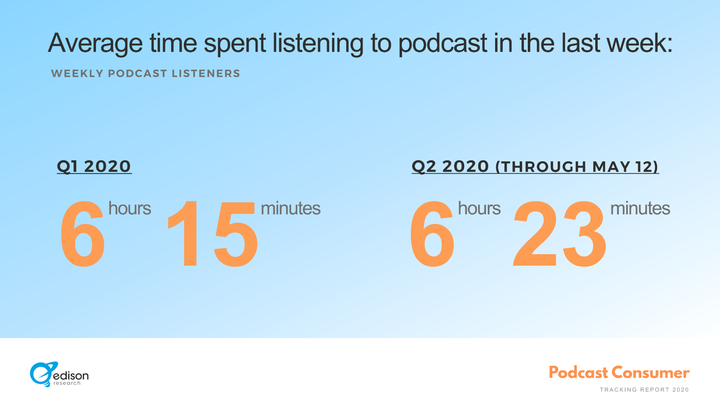 Average time spent listening to podcast in the last week:
WEEKLY PODCAST LISTENERS
Q1 2020
6 hours 15 minutes
Q2 2020 (THROUGH MAY 12)
6 hours 23 minutes
edison
research
Podcast Consumer
TRACKING REPORT 2020